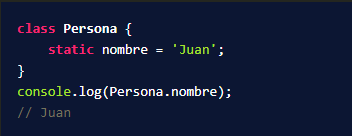 class Persona {
    static nombre = 'Juan';
}
console.log(Persona.nombre);
// Juan